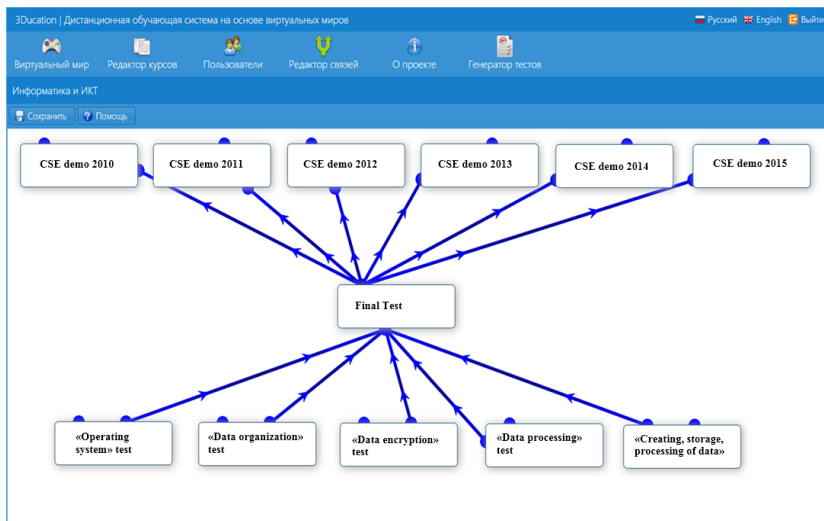 3Ducation | Дистанционная обучающая система на основе виртуальных миров
Русский English Выйти
Виртуальный мир Редактор курсов Пользователи Редактор связей О проекте Генератор тестов
Информатика и ИКТ
Сохранить Помощь
CSE demo 2010 CSE demo 2011 CSE demo 2012 CSE demo 2013 CSE demo 2014 CSE demo 2015
Final Test
«Operating
system» test
«Data organization»
test
«Data encryption»
test
«Data processing»
test
«Creating, storage,
processing of data»